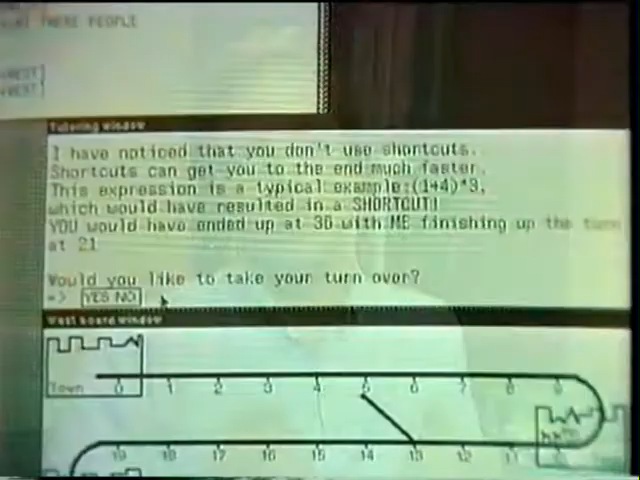 THERE PEOPLE
Tutoring window
I have noticed that you don't use shortcuts.
Shortcuts can get you to the end much faster.
This expression is a typical example:(1+4)*3,
which would have resulted in a SHORTCUT!
YOU would have ended up at 36 with ME finishing up the turn
at 21
Would you like to take your turn over?
=> YES NO
West board window
Town 0 1 2 3 4 5 6 7 8 9
19 18 17 16 15 14 13 12 11